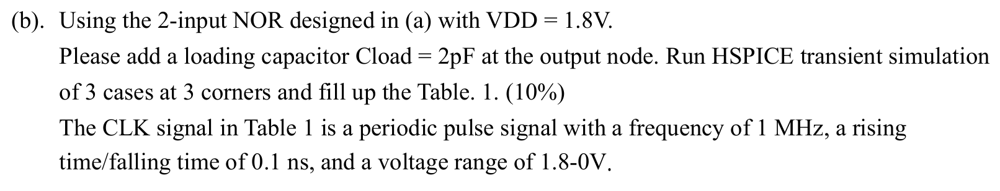 (b). Using the 2-input NOR designed in (a) with VDD = 1.8V.
Please add a loading capacitor Cload = 2pF at the output node. Run HSPICE transient simulation
of 3 cases at 3 corners and fill up the Table. 1. (10%)
The CLK signal in Table 1 is a periodic pulse signal with a frequency of 1 MHz, a rising
time/falling time of 0.1 ns, and a voltage range of 1.8-0V.